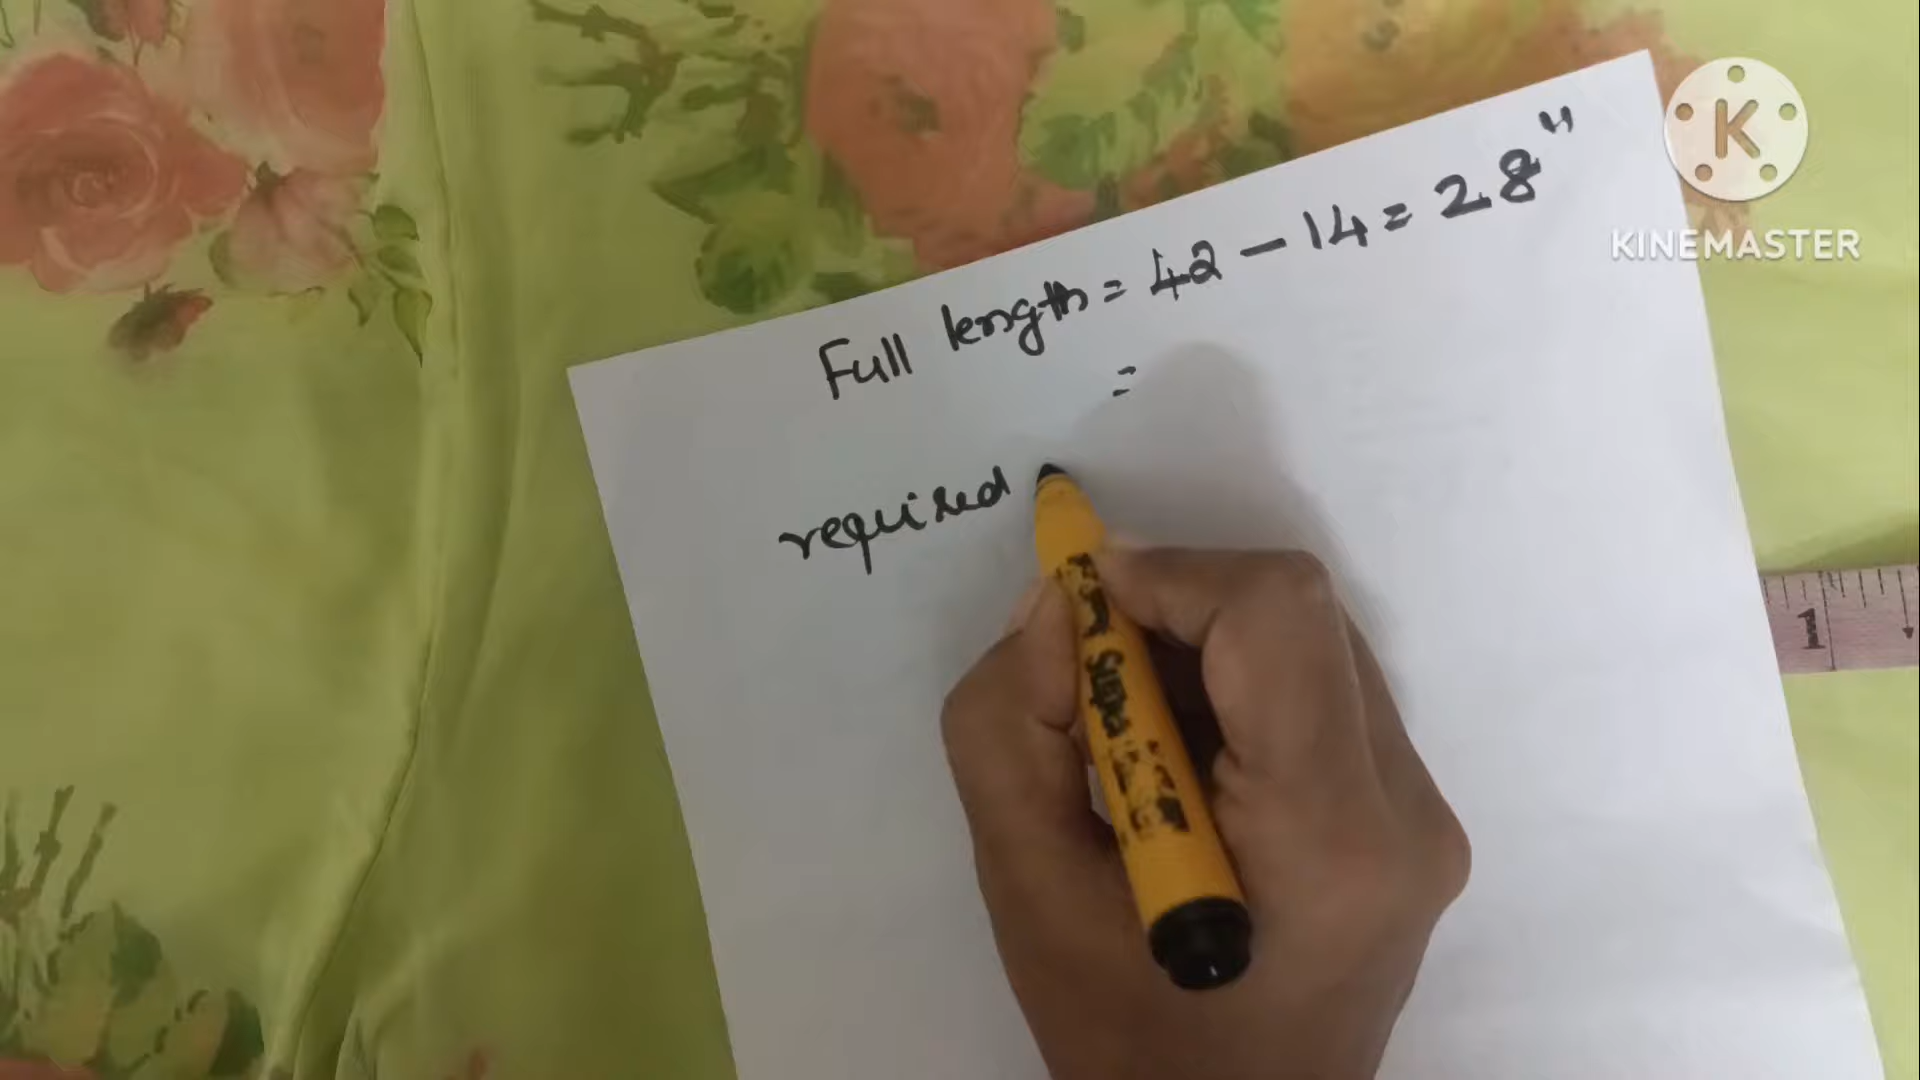 K
KINEMASTER
Full length = 42 - 14 = 28"
=
required
1